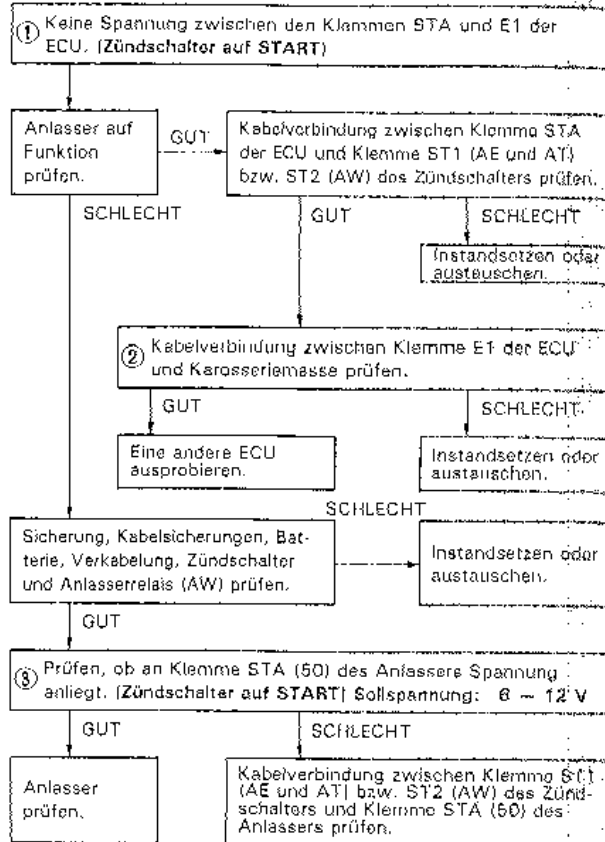 ① Keine Spannung zwischen den Klemmen STA und E1 der
ECU. (Zündschalter auf START)
Anlasser auf
Funktion
prüfen.
GUT
Kabelverbindung zwischen Klemme STA
der ECU und Klemme ST1 (AE und AT)
bzw. ST2 (AW) des Zündschalters prüfen.
SCHLECHT
GUT
SCHLECHT
Instandsetzen oder
austauschen.
② Kabelverbindung zwischen Klemme E1 der ECU
und Karosseriemasse prüfen.
GUT
SCHLECHT
Eine andere ECU
ausprobieren.
Instandsetzen oder
austauschen.
SCHLECHT
Sicherung, Kabelsicherungen, Bat-
terie, Verkabelung, Zündschalter
und Anlasserrelais (AW) prüfen.
Instandsetzen oder
austauschen.
GUT
③ Prüfen, ob an Klemme STA (50) des Anlassers Spannung
anliegt. (Zündschalter auf START) Sollspannung: 6 – 12 V
GUT
SCHLECHT
Anlasser
prüfen.
Kabelverbindung zwischen Klemme ST1
(AE und AT) bzw. ST2 (AW) des Zünd-
schalters und Klemme STA (50) des
Anlassers prüfen.